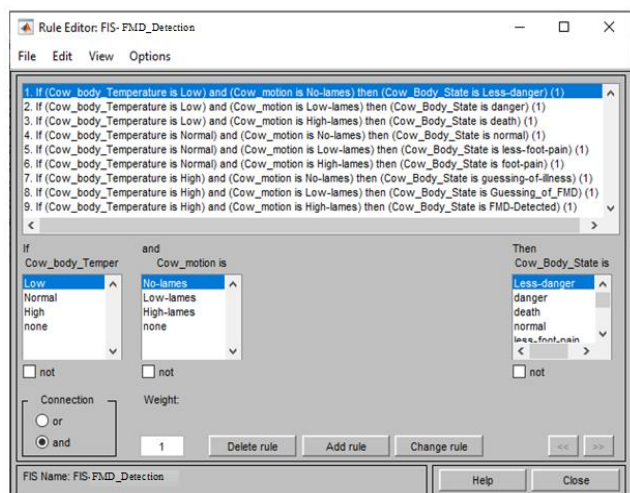 Rule Editor: FIS-FMD_Detection
File Edit View Options
1. If (Cow_body_Temperature is Low) and (Cow_motion is No-lames) then (Cow_Body_State is Less-danger) (1)
2. If (Cow_body_Temperature is Low) and (Cow_motion is Low-lames) then (Cow_Body_State is danger) (1)
3. If (Cow_body_Temperature is Low) and (Cow_motion is High-lames) then (Cow_Body_State is death) (1)
4. If (Cow_body_Temperature is Normal) and (Cow_motion is No-lames) then (Cow_Body_State is normal) (1)
5. If (Cow_body_Temperature is Normal) and (Cow_motion is Low-lames) then (Cow_Body_State is less-foot-pain) (1)
6. If (Cow_body_Temperature is Normal) and (Cow_motion is High-lames) then (Cow_Body_State is foot-pain) (1)
7. If (Cow_body_Temperature is High) and (Cow_motion is No-lames) then (Cow_Body_State is guessing-of-illness) (1)
8. If (Cow_body_Temperature is High) and (Cow_motion is Low-lames) then (Cow_Body_State is Guessing_of_FMD) (1)
9. If (Cow_body_Temperature is High) and (Cow_motion is High-lames) then (Cow_Body_State is FMD-Detected) (1)
If and Then
Cow_body_Temper Cow_motion is Cow_Body_State is
Low No-lames Less-danger
Normal Low-lames danger
High High-lames death
none none normal
less-foot-pain
not not not
Connection Weight:
or
and 1 Delete rule Add rule Change rule << >>
FIS Name: FIS-FMD_Detection Help Close